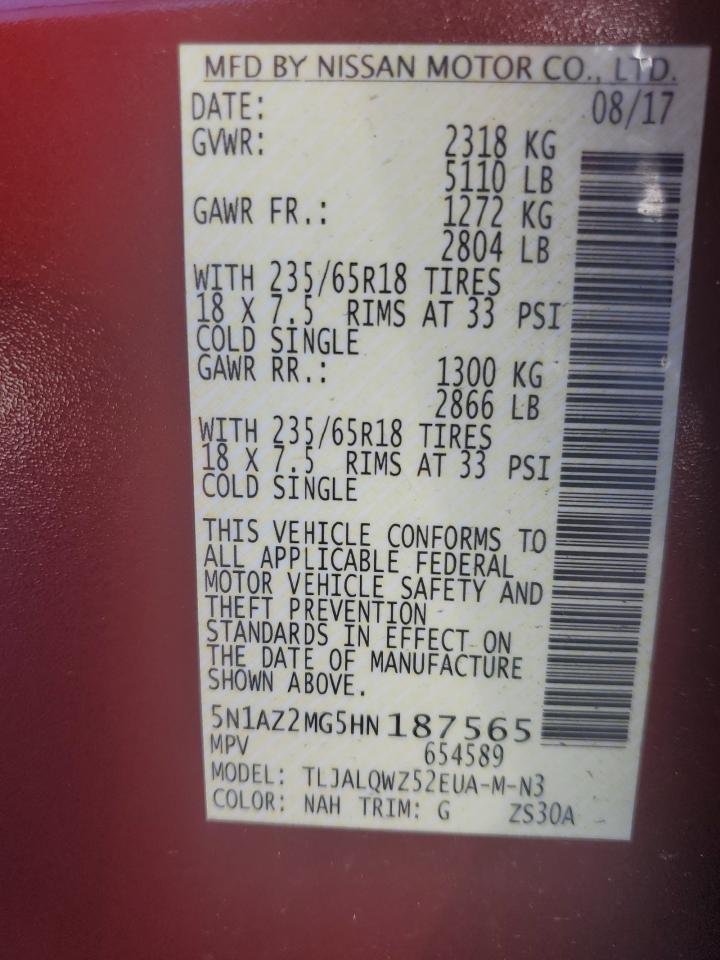 MFD BY NISSAN MOTOR CO., LTD.
DATE: 08/17
GVWR: 2318 KG
5110 LB
GAWR FR.: 1272 KG
2804 LB
WITH 235/65R18 TIRES
18 X 7.5 RIMS AT 33 PSI
COLD SINGLE
GAWR RR.: 1300 KG
2866 LB
WITH 235/65R18 TIRES
18 X 7.5 RIMS AT 33 PSI
COLD SINGLE
THIS VEHICLE CONFORMS TO
ALL APPLICABLE FEDERAL
MOTOR VEHICLE SAFETY AND
THEFT PREVENTION
STANDARDS IN EFFECT ON
THE DATE OF MANUFACTURE
SHOWN ABOVE.
5N1AZ2MG5HN187565
MPV 654589
MODEL: TLJALQWZ52EUA-M-N3
COLOR: NAH TRIM: G ZS30A